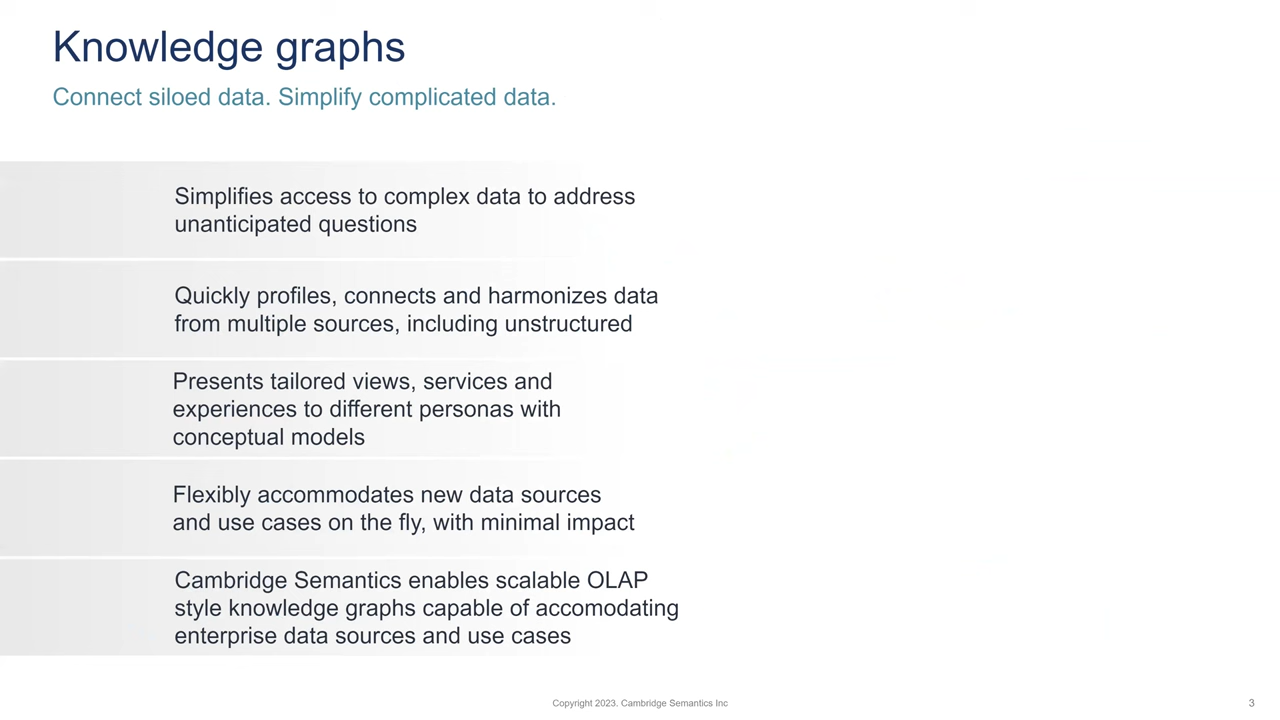 Knowledge graphs
Connect siloed data. Simplify complicated data.
Simplifies access to complex data to address
unanticipated questions
Quickly profiles, connects and harmonizes data
from multiple sources, including unstructured
Presents tailored views, services and
experiences to different personas with
conceptual models
Flexibly accommodates new data sources
and use cases on the fly, with minimal impact
Cambridge Semantics enables scalable OLAP
style knowledge graphs capable of accomodating
enterprise data sources and use cases
Copyright 2023. Cambridge Semantics Inc
3